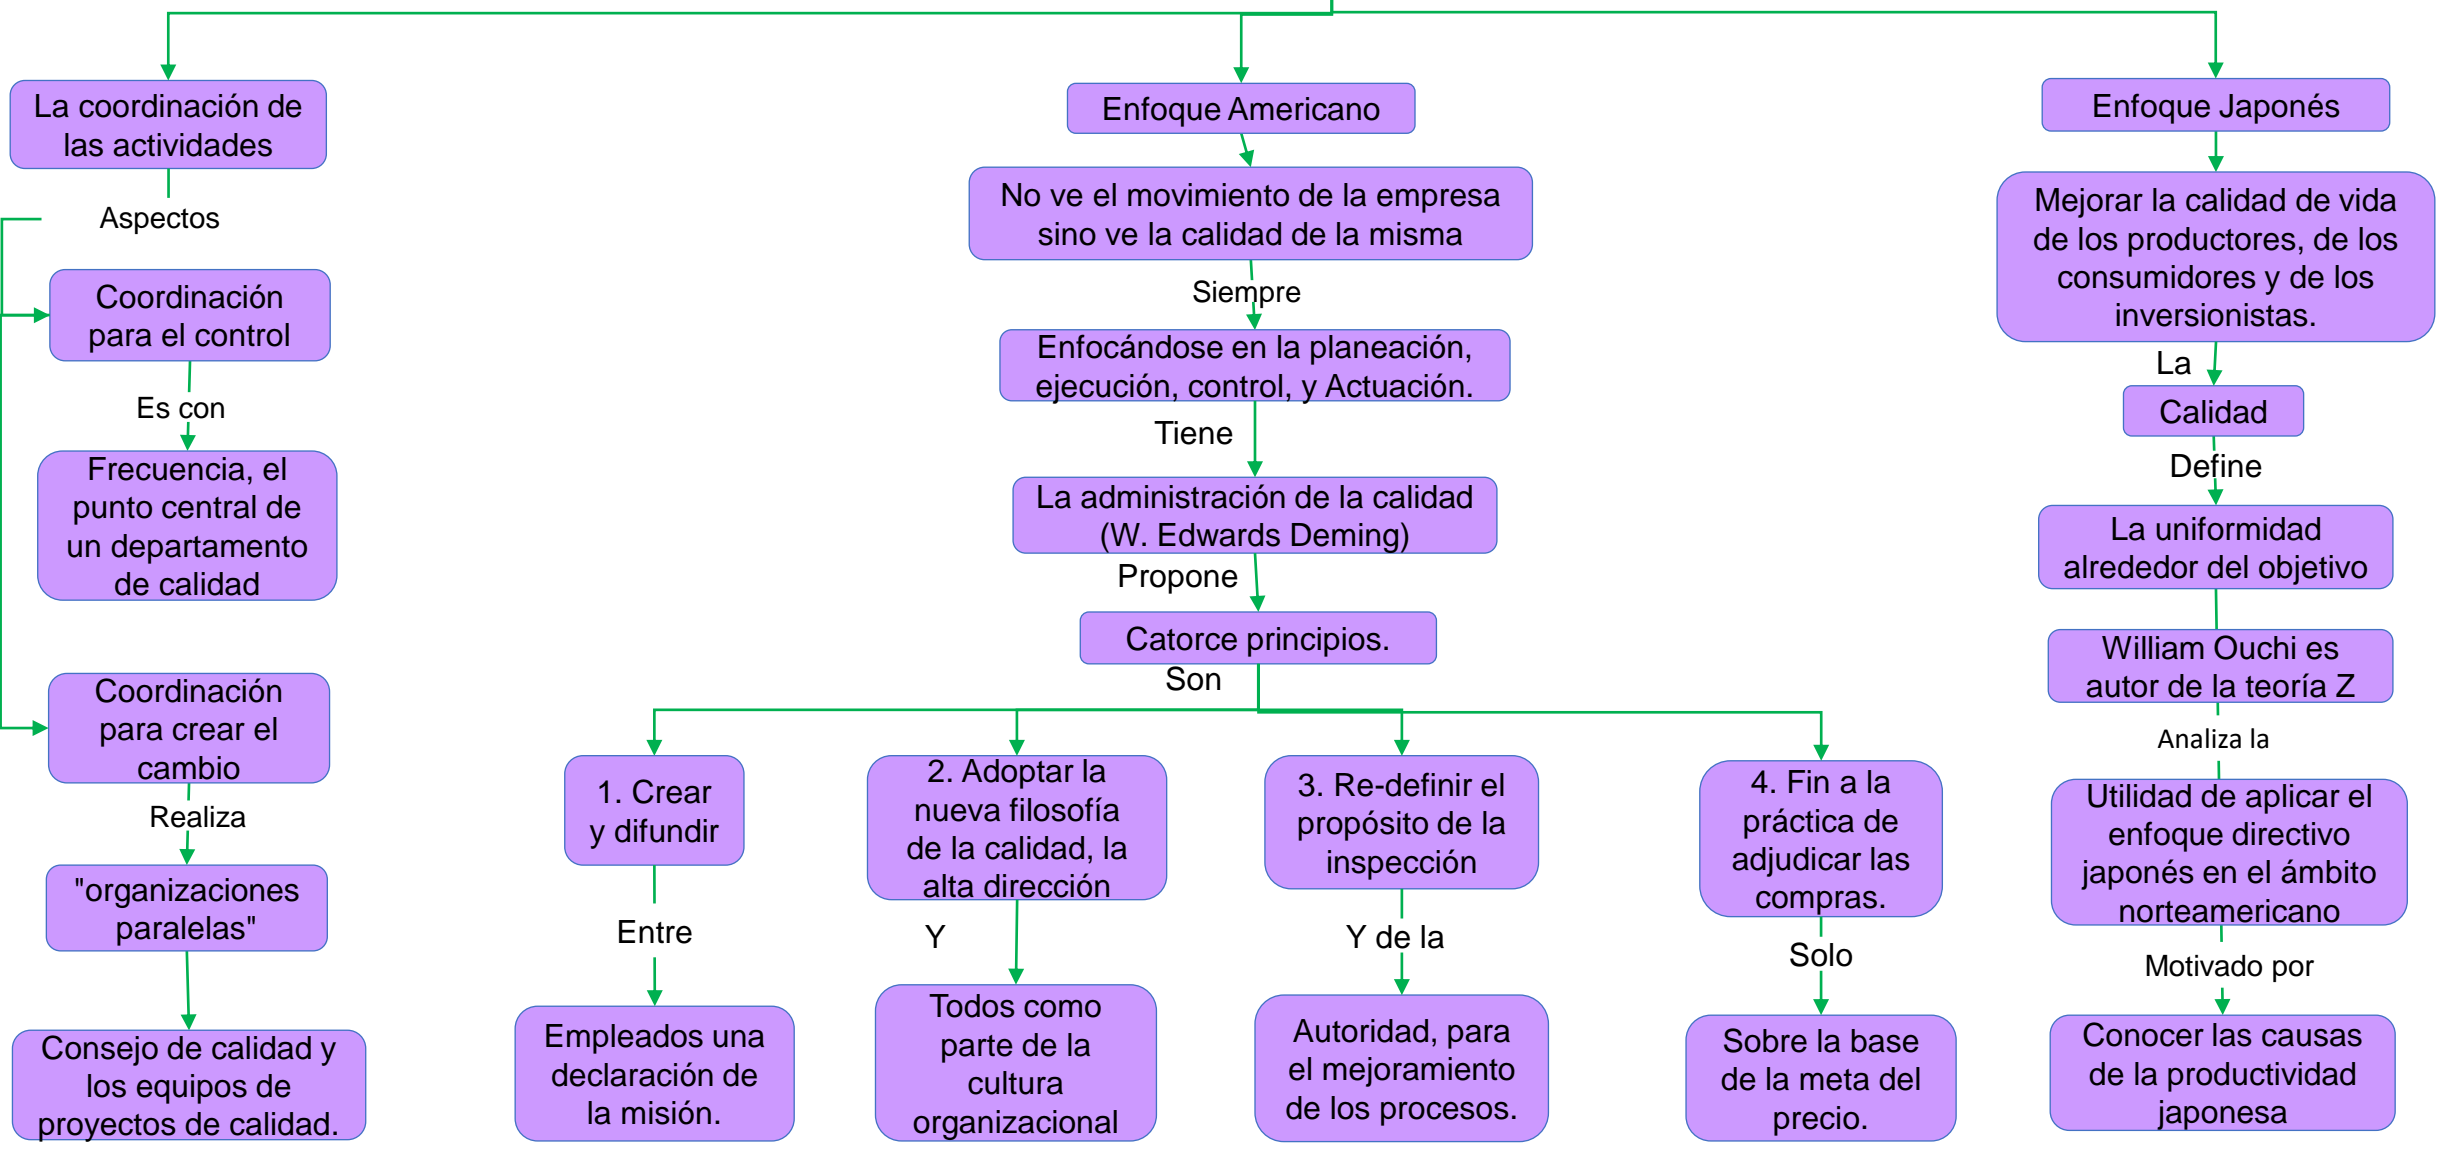 La coordinación de
las actividades
Aspectos
Coordinación
para el control
Es con
Frecuencia, el
punto central de
un departamento
de calidad
Coordinación
para crear el
cambio
Realiza
"organizaciones
paralelas"
Consejo de calidad y
los equipos de
proyectos de calidad.
Enfoque Americano
No ve el movimiento de la empresa
sino ve la calidad de la misma
Siempre
Enfocándose en la planeación,
ejecución, control, y Actuación.
Tiene
La administración de la calidad
(W. Edwards Deming)
Propone
Catorce principios.
Son
1. Crear
y difundir
Entre
Empleados una
declaración de
la misión.
2. Adoptar la
nueva filosofía
de la calidad, la
alta dirección
Y
Todos como
parte de la
cultura
organizacional
3. Re-definir el
propósito de la
inspección
Y de la
Autoridad, para
el mejoramiento
de los procesos.
4. Fin a la
práctica de
adjudicar las
compras.
Solo
Sobre la base
de la meta del
precio.
Enfoque Japonés
Mejorar la calidad de vida
de los productores, de los
consumidores y de los
inversionistas.
La
Calidad
Define
La uniformidad
alrededor del objetivo
William Ouchi es
autor de la teoría Z
Analiza la
Utilidad de aplicar el
enfoque directivo
japonés en el ámbito
norteamericano
Motivado por
Conocer las causas
de la productividad
japonesa